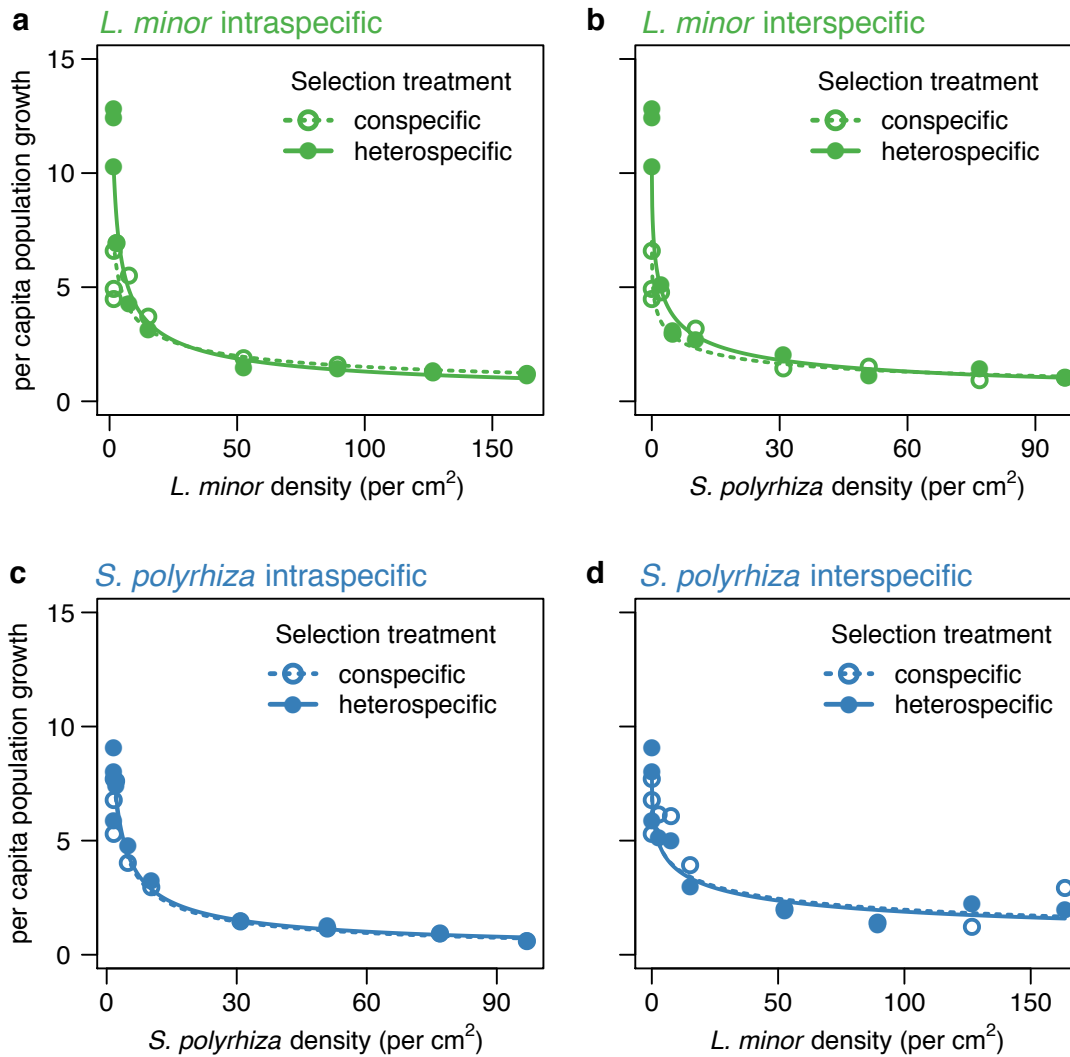 a L. minor intraspecific
per capita population growth
15
10
5
0
Selection treatment
conspecific
heterospecific
0 50 100 150
L. minor density (per cm²)
b L. minor interspecific
Selection treatment
conspecific
heterospecific
0 30 60 90
S. polyrhiza density (per cm²)
c S. polyrhiza intraspecific
per capita population growth
15
10
5
0
Selection treatment
conspecific
heterospecific
0 30 60 90
S. polyrhiza density (per cm²)
d S. polyrhiza interspecific
Selection treatment
conspecific
heterospecific
0 50 100 150
L. minor density (per cm²)